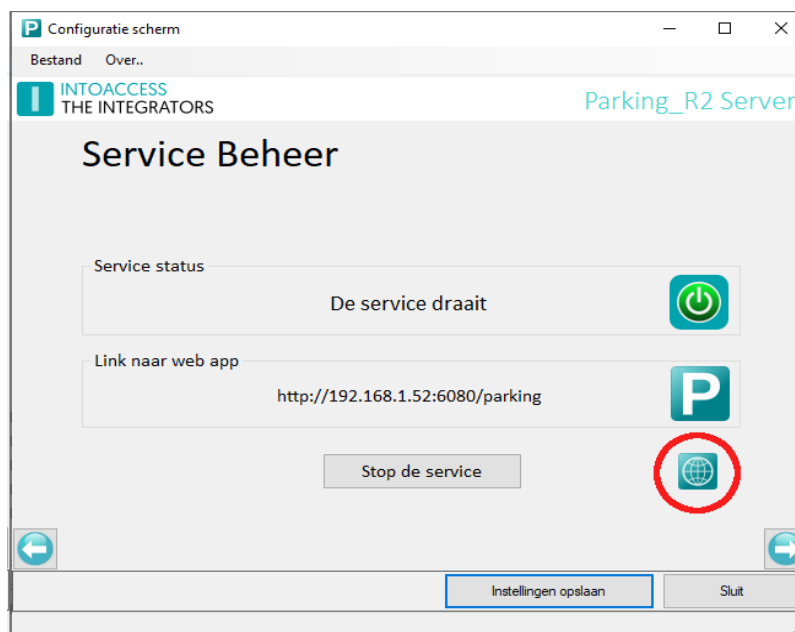 Configuratie scherm
Bestand Over..
INTOACCESS
THE INTEGRATORS
Parking_R2 Server
Service Beheer
Service status
De service draait
Link naar web app
http://192.168.1.52:6080/parking
P
Stop de service
Instellingen opslaan Sluit